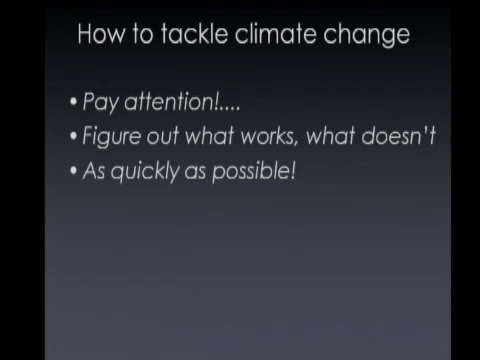 How to tackle climate change
• Pay attention!....
• Figure out what works, what doesn't
• As quickly as possible!